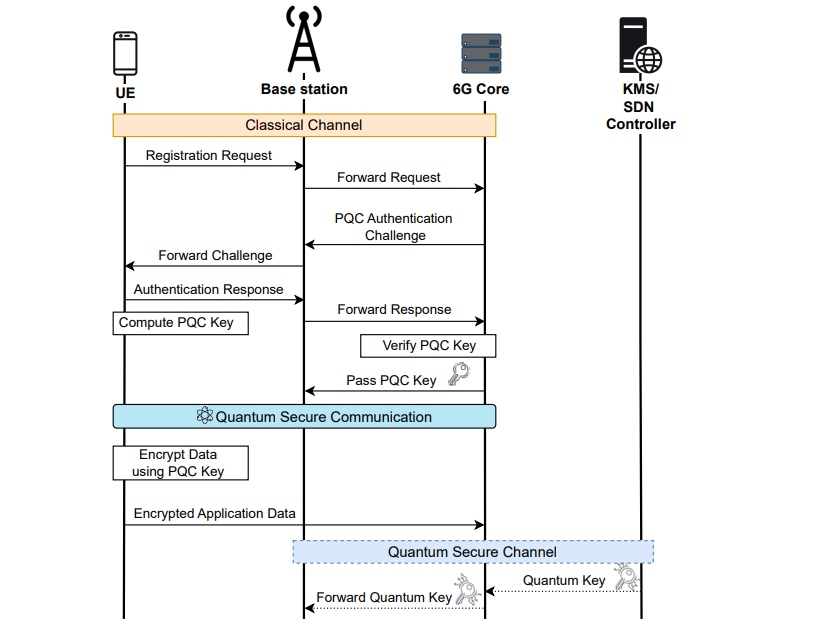 UE
Base station
6G Core
KMS/
SDN
Controller
Classical Channel
Registration Request
Forward Request
PQC Authentication
Challenge
Forward Challenge
Authentication Response
Forward Response
Compute PQC Key
Verify PQC Key
Pass PQC Key
Quantum Secure Communication
Encrypt Data
using PQC Key
Encrypted Application Data
Quantum Secure Channel
Quantum Key
Forward Quantum Key